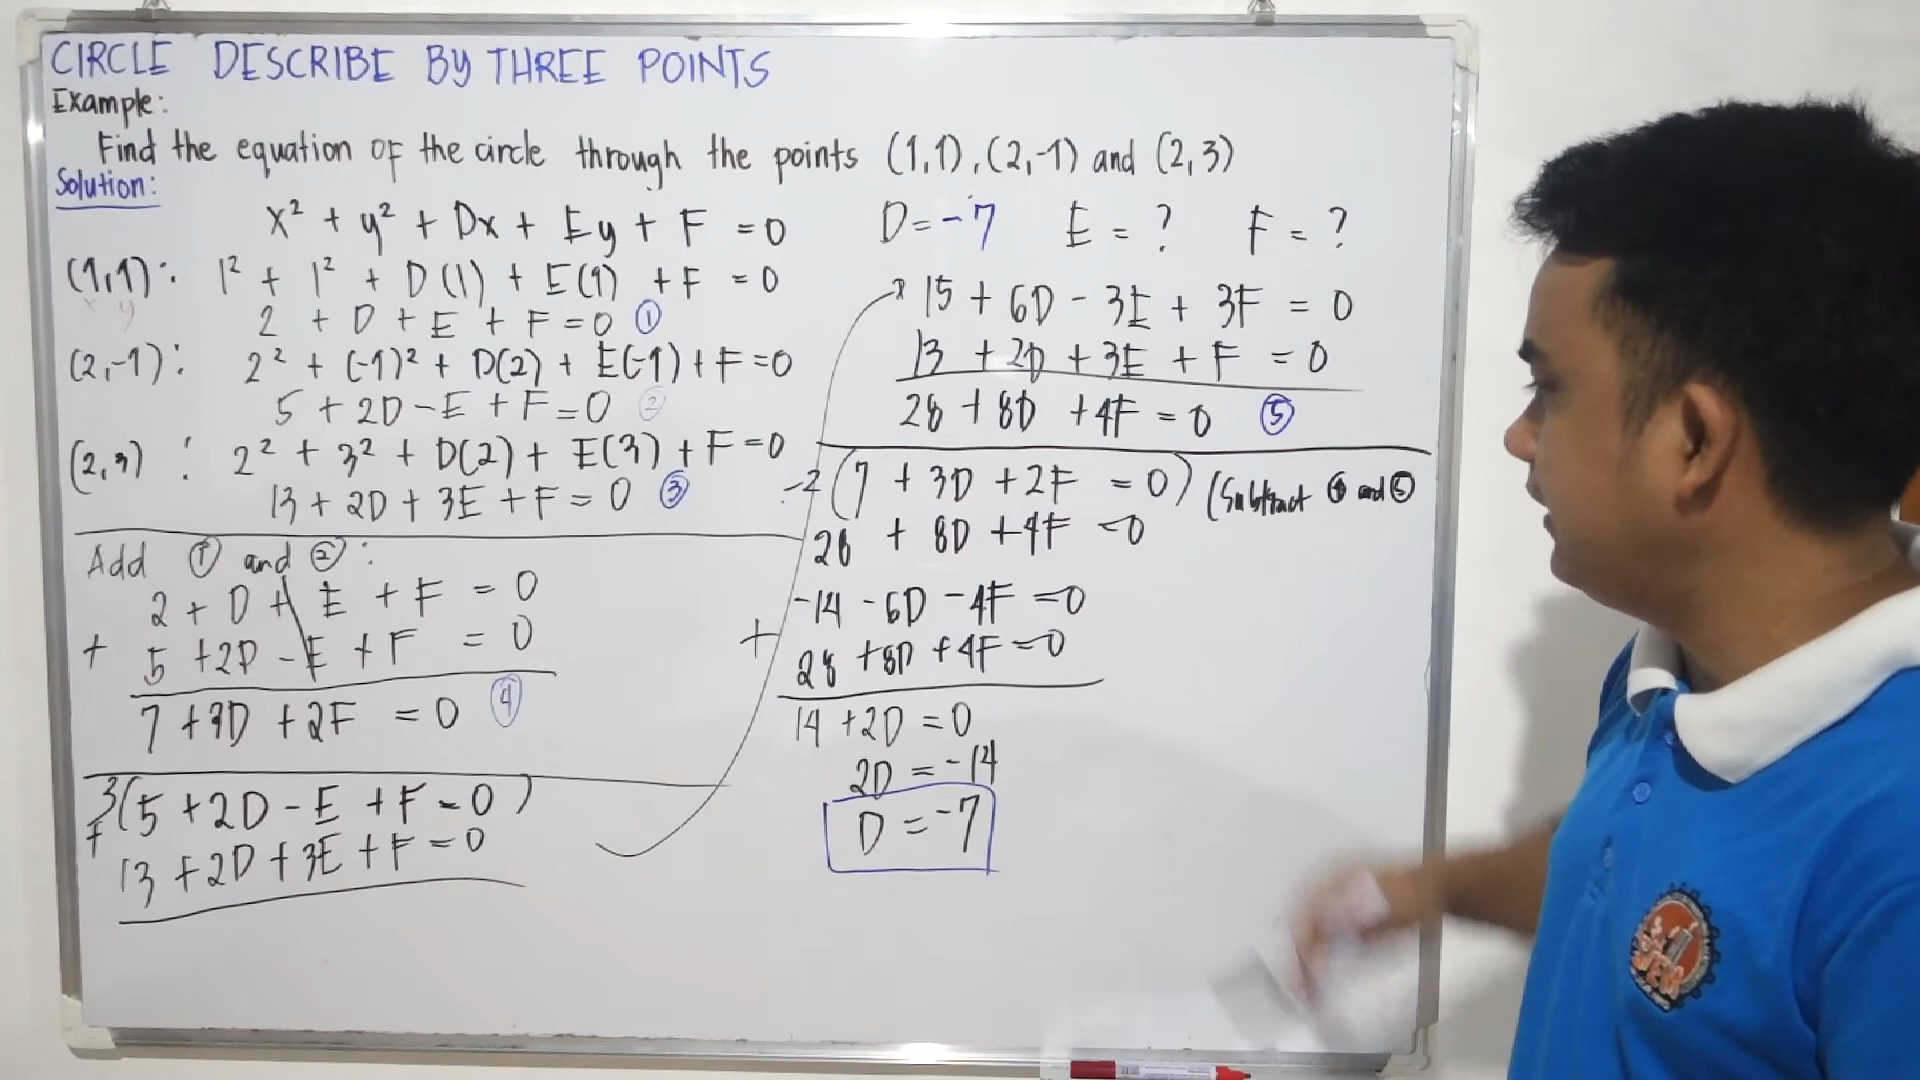 CIRCLE DESCRIBE BY THREE POINTS
Example:
Find the equation of the circle through the points (1,1), (2,-1) and (2,3)
Solution:
x² + y² + Dx + Ey + F = 0
(1,1): 1² + 1² + D(1) + E(1) + F = 0
x y
2 + D + E + F = 0 ①
(2,-1): 2² + (-1)² + D(2) + E(-1) + F = 0
5 + 2D - E + F = 0 ②
(2,3): 2² + 3² + D(2) + E(3) + F = 0
13 + 2D + 3E + F = 0 ③
Add ① and ②:
2 + D + E + F = 0
+ 5 + 2D - E + F = 0
7 + 3D + 2F = 0 ④
3(5 + 2D - E + F = 0)
+ 13 + 2D + 3E + F = 0
D = -7 E = ? F = ?
15 + 6D - 3E + 3F = 0
13 + 2D + 3E + F = 0
28 + 8D + 4F = 0 ⑤
-2(7 + 3D + 2F = 0) (Subtract ④ and ⑤
28 + 8D + 4F = 0
-14 - 6D - 4F = 0
+ 28 + 8D + 4F = 0
14 + 2D = 0
2D = -14
D = -7